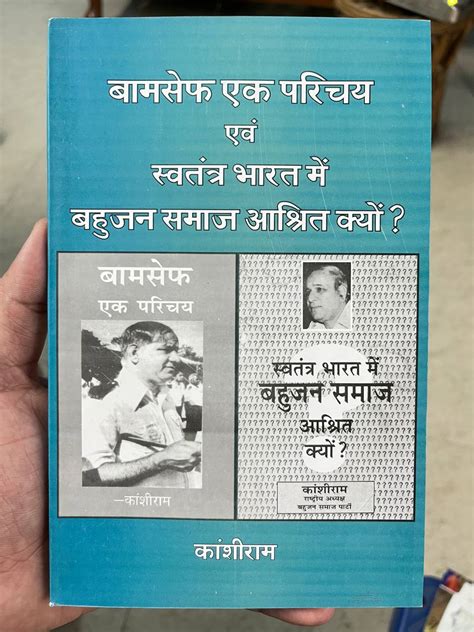 बामसेफ एक परिचय
एवं
स्वतंत्र भारत में
बहुजन समाज आश्रित क्यों ?
बामसेफ
एक परिचय
—कांशीराम
स्वतंत्र भारत में
बहुजन समाज
आश्रित
क्यों ?
कांशीराम
राष्ट्रीय अध्यक्ष
बहुजन समाज पार्टी
कांशीराम